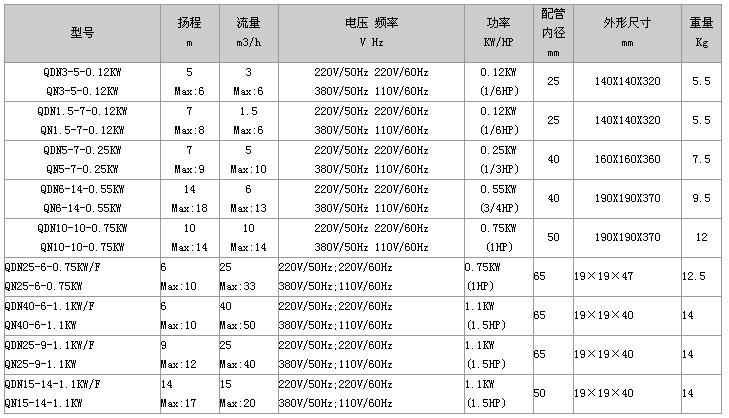 型号 扬程 流量 电压 频率 功率 配管内径 外形尺寸 重量
m m3/h V Hz KW/HP mm mm Kg
QDN3-5-0.12KW 5 3 220V/50Hz 220V/60Hz 0.12KW 25 140X140X320 5.5
QN3-5-0.12KW Max:6 Max:6 380V/50Hz 110V/60Hz (1/6HP)
QDN1.5-7-0.12KW 7 1.5 220V/50Hz 220V/60Hz 0.12KW 25 140X140X320 5.5
QN1.5-7-0.12KW Max:8 Max:6 380V/50Hz 110V/60Hz (1/6HP)
QDN5-7-0.25KW 7 5 220V/50Hz 220V/60Hz 0.25KW 40 160X160X360 7.5
QN5-7-0.25KW Max:9 Max:10 380V/50Hz 110V/60Hz (1/3HP)
QDN6-14-0.55KW 14 6 220V/50Hz 220V/60Hz 0.55KW 40 190X190X370 9.5
QN6-14-0.55KW Max:18 Max:13 380V/50Hz 110V/60Hz (3/4HP)
QDN10-10-0.75KW 10 10 220V/50Hz 220V/60Hz 0.75KW 50 190X190X370 12
QN10-10-0.75KW Max:14 Max:14 380V/50Hz 110V/60Hz (1HP)
QDN25-6-0.75KW/F 6 25 220V/50Hz;220V/60Hz 0.75KW 65 19×19×47 12.5
QN25-6-0.75KW Max:10 Max:33 380V/50Hz;110V/60Hz (1HP)
QDN40-6-1.1KW/F 6 40 220V/50Hz;220V/60Hz 1.1KW 65 19×19×40 14
QN40-6-1.1KW Max:10 Max:50 380V/50Hz;110V/60Hz (1.5HP)
QDN25-9-1.1KW/F 9 25 220V/50Hz;220V/60Hz 1.1KW 65 19×19×40 14
QN25-9-1.1KW Max:12 Max:40 380V/50Hz;110V/60Hz (1.5HP)
QDN15-14-1.1KW/F 14 15 220V/50Hz;220V/60Hz 1.1KW 50 19×19×40 14
QN15-14-1.1KW Max:17 Max:20 380V/50Hz;110V/60Hz (1.5HP)